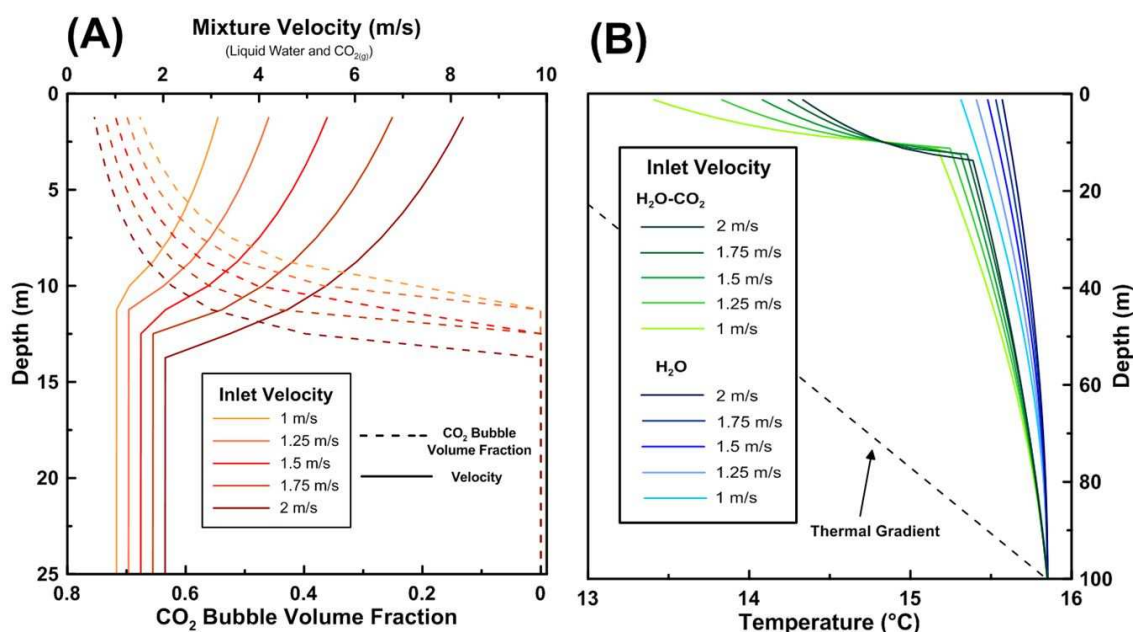 (A)
Mixture Velocity (m/s)
(Liquid Water and CO2(g))
0 2 4 6 8 10
0
5
10
15
20
25
Depth (m)
Inlet Velocity
1 m/s
1.25 m/s
1.5 m/s
1.75 m/s
2 m/s
CO2 Bubble
Volume Fraction
Velocity
0.8 0.6 0.4 0.2 0
CO2 Bubble Volume Fraction
(B)
Inlet Velocity
H2O-CO2
2 m/s
1.75 m/s
1.5 m/s
1.25 m/s
1 m/s
H2O
2 m/s
1.75 m/s
1.5 m/s
1.25 m/s
1 m/s
Thermal Gradient
0
20
40
60
80
100
Depth (m)
13 14 15 16
Temperature (°C)